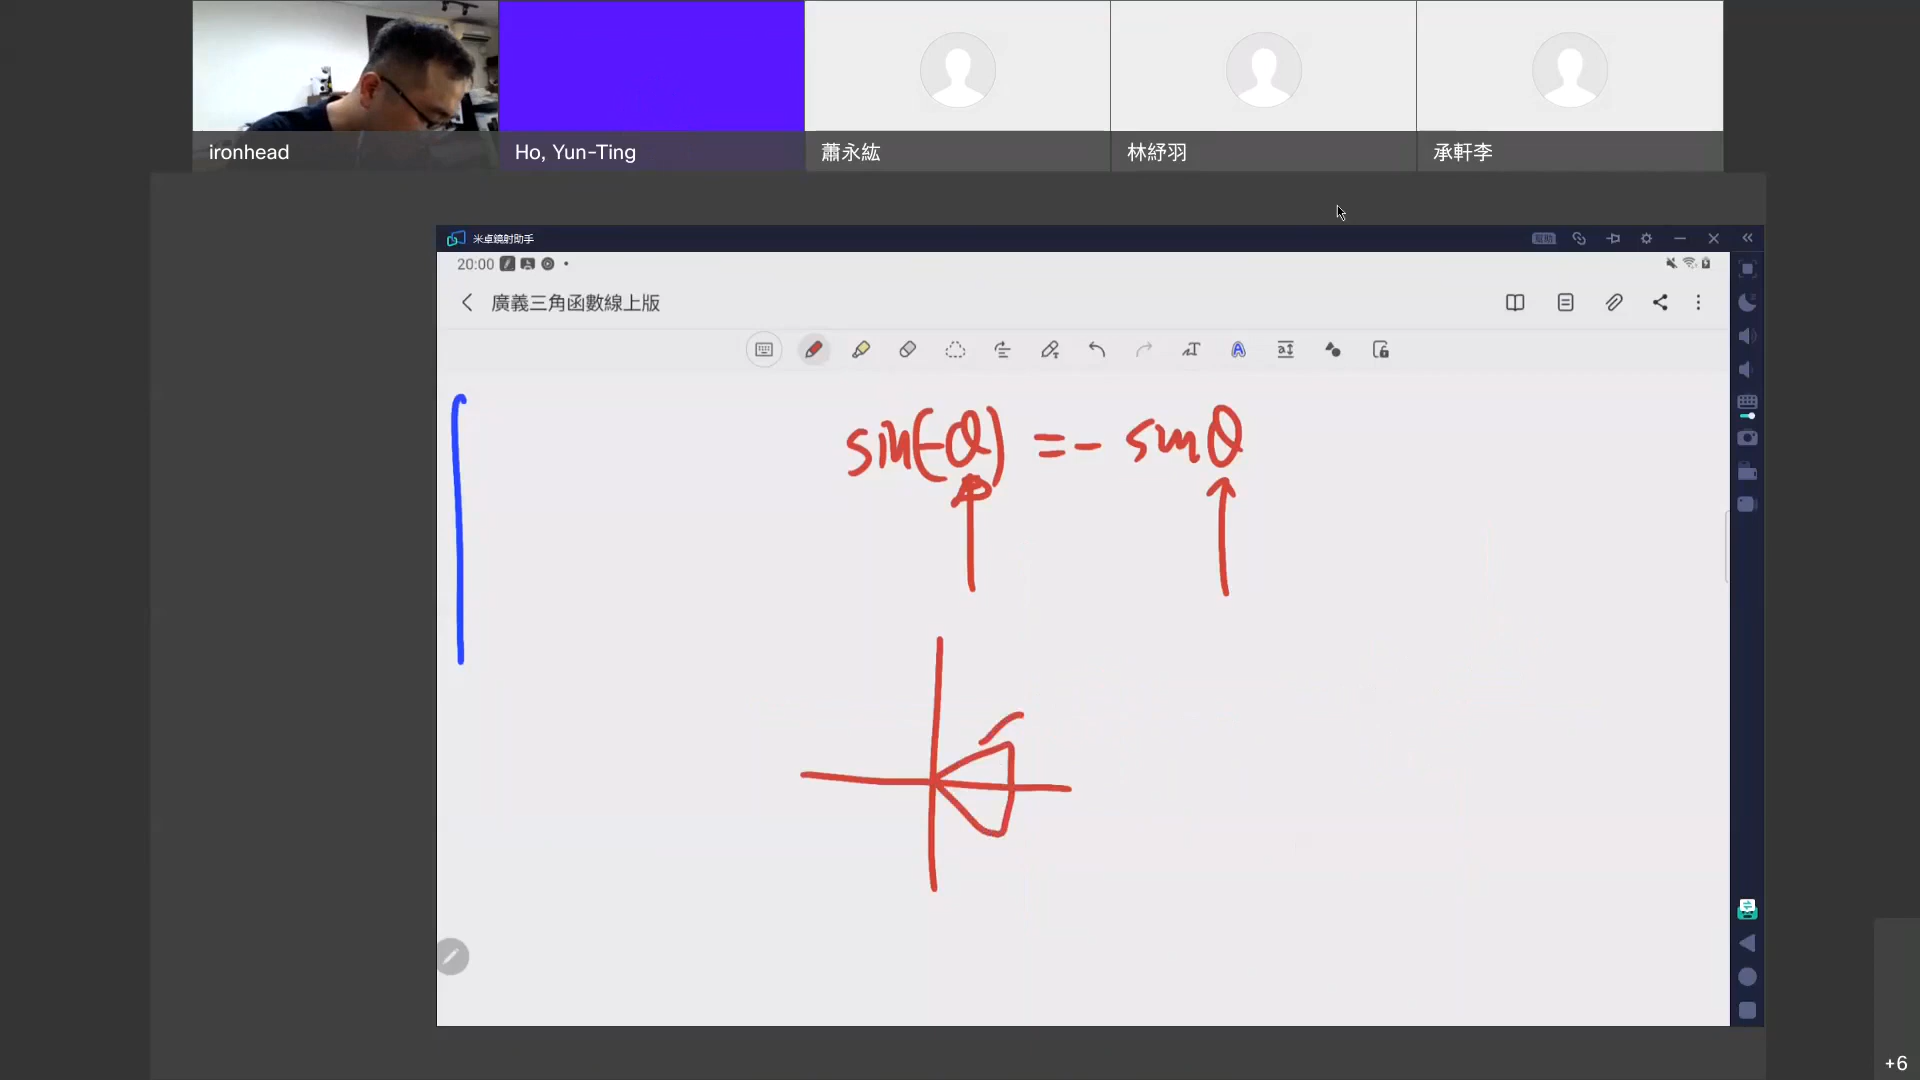 ironhead
Ho, Yun-Ting
蕭永紘
林紓羽
承軒李
米卓鏡射助手
20:00
廣義三角函數線上版
sin(-θ) = - sinθ
+6